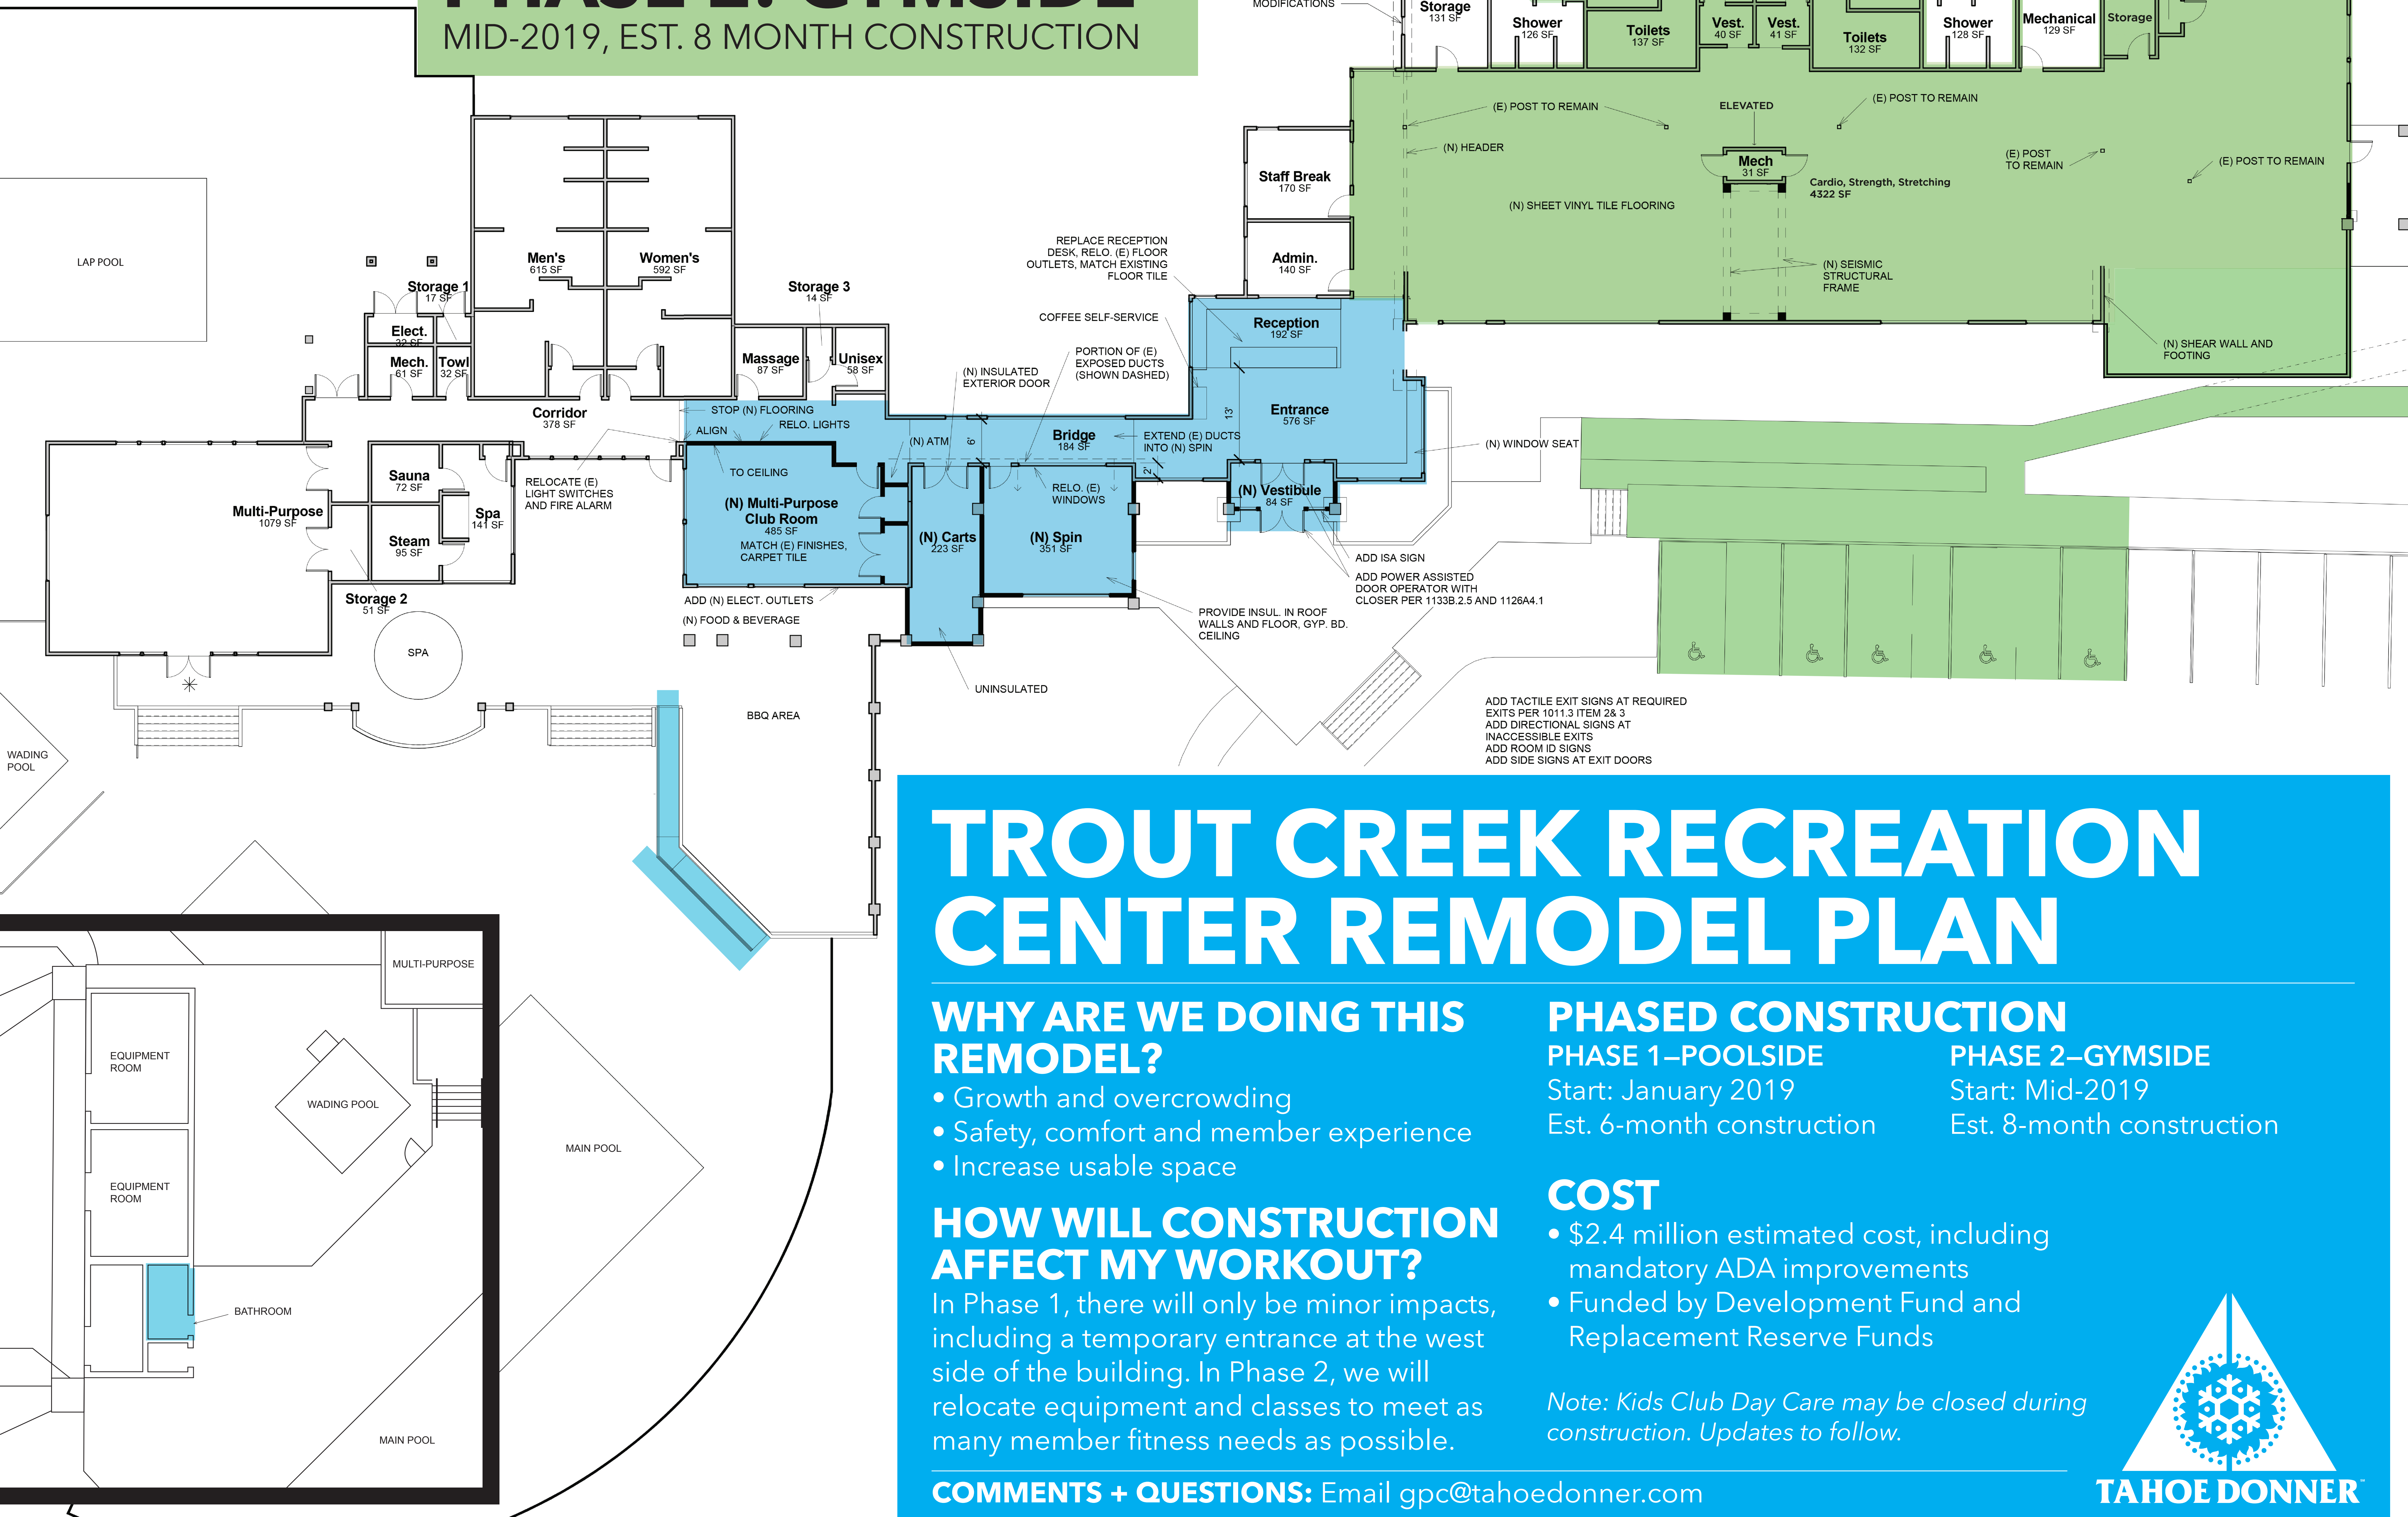 PHASE 2: GYMSIDE
MID-2019, EST. 8 MONTH CONSTRUCTION
MODIFICATIONS
Storage
131 SF
Shower
126 SF
Toilets
137 SF
Vest.
40 SF
Vest.
41 SF
Toilets
132 SF
Shower
128 SF
Mechanical
129 SF
Storage
(E) POST TO REMAIN
ELEVATED
(E) POST TO REMAIN
(N) HEADER
Mech
31 SF
(E) POST
TO REMAIN
(E) POST TO REMAIN
Cardio, Strength, Stretching
4322 SF
(N) SHEET VINYL TILE FLOORING
(N) SEISMIC
STRUCTURAL
FRAME
(N) SHEAR WALL AND
FOOTING
Staff Break
170 SF
Admin.
140 SF
REPLACE RECEPTION
DESK, RELO. (E) FLOOR
OUTLETS, MATCH EXISTING
FLOOR TILE
COFFEE SELF-SERVICE
Reception
192 SF
PORTION OF (E)
EXPOSED DUCTS
(SHOWN DASHED)
(N) INSULATED
EXTERIOR DOOR
LAP POOL
Men's
615 SF
Women's
592 SF
Storage 1
17 SF
Storage 3
14 SF
Elect.
32 SF
Mech.
61 SF
Towl
32 SF
Massage
87 SF
Unisex
58 SF
Corridor
378 SF
STOP (N) FLOORING
RELO. LIGHTS
ALIGN
TO CEILING
(N) ATM
6'
Bridge
184 SF
EXTEND (E) DUCTS
INTO (N) SPIN
13'
2'
Entrance
576 SF
(N) WINDOW SEAT
Multi-Purpose
1079 SF
Sauna
72 SF
Steam
95 SF
Spa
141 SF
RELOCATE (E)
LIGHT SWITCHES
AND FIRE ALARM
Storage 2
51 SF
(N) Multi-Purpose
Club Room
485 SF
MATCH (E) FINISHES,
CARPET TILE
(N) Carts
223 SF
RELO. (E)
WINDOWS
(N) Spin
351 SF
(N) Vestibule
84 SF
ADD ISA SIGN
ADD POWER ASSISTED
DOOR OPERATOR WITH
CLOSER PER 1133B.2.5 AND 1126A4.1
PROVIDE INSUL. IN ROOF
WALLS AND FLOOR, GYP. BD.
CEILING
ADD (N) ELECT. OUTLETS
(N) FOOD & BEVERAGE
SPA
UNINSULATED
BBQ AREA
WADING
POOL
ADD TACTILE EXIT SIGNS AT REQUIRED
EXITS PER 1011.3 ITEM 2& 3
ADD DIRECTIONAL SIGNS AT
INACCESSIBLE EXITS
ADD ROOM ID SIGNS
ADD SIDE SIGNS AT EXIT DOORS
MULTI-PURPOSE
EQUIPMENT
ROOM
WADING POOL
MAIN POOL
EQUIPMENT
ROOM
BATHROOM
MAIN POOL
TROUT CREEK RECREATION
CENTER REMODEL PLAN
WHY ARE WE DOING THIS
REMODEL?
• Growth and overcrowding
• Safety, comfort and member experience
• Increase usable space
HOW WILL CONSTRUCTION
AFFECT MY WORKOUT?
In Phase 1, there will only be minor impacts,
including a temporary entrance at the west
side of the building. In Phase 2, we will
relocate equipment and classes to meet as
many member fitness needs as possible.
PHASED CONSTRUCTION
PHASE 1–POOLSIDE
Start: January 2019
Est. 6-month construction
PHASE 2–GYMSIDE
Start: Mid-2019
Est. 8-month construction
COST
• $2.4 million estimated cost, including
mandatory ADA improvements
• Funded by Development Fund and
Replacement Reserve Funds
Note: Kids Club Day Care may be closed during
construction. Updates to follow.
COMMENTS + QUESTIONS: Email gpc@tahoedonner.com
TAHOE DONNER™